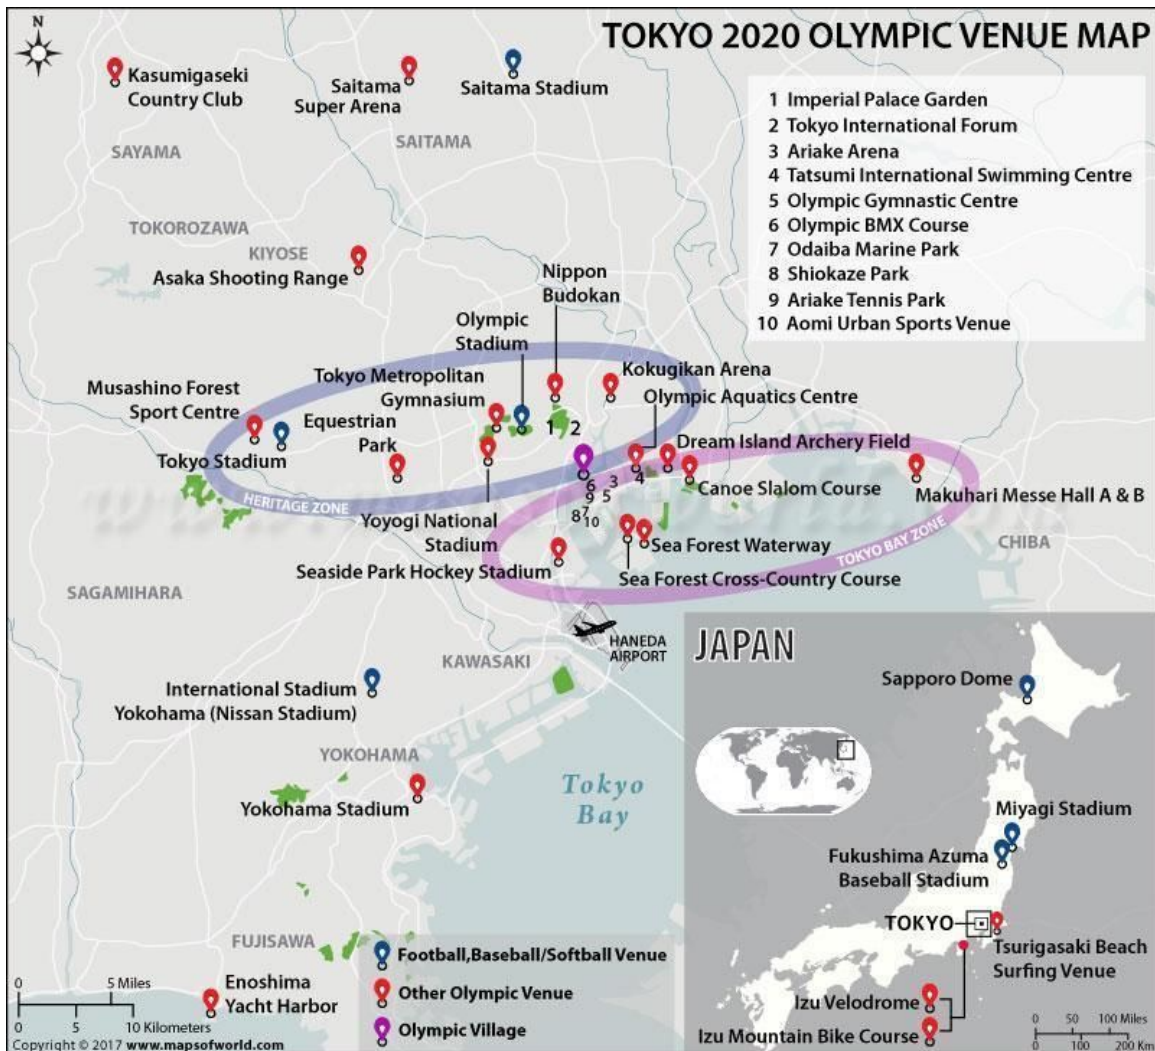 TOKYO 2020 OLYMPIC VENUE MAP
N
1 Imperial Palace Garden
2 Tokyo International Forum
3 Ariake Arena
4 Tatsumi International Swimming Centre
5 Olympic Gymnastic Centre
6 Olympic BMX Course
7 Odaiba Marine Park
8 Shiokaze Park
9 Ariake Tennis Park
10 Aomi Urban Sports Venue
Kasumigaseki
Country Club
Saitama
Super Arena
Saitama Stadium
SAYAMA
SAITAMA
TOKOROZAWA
KIYOSE
Asaka Shooting Range
Nippon
Budokan
Olympic
Stadium
Tokyo Metropolitan
Gymnasium
Kokugikan Arena
Olympic Aquatics Centre
Musashino Forest
Sport Centre
Equestrian
Park
Tokyo Stadium
1 2
Dream Island Archery Field
HERITAGE ZONE
6 3 4
9 5
7
8 10
Canoe Slalom Course
Makuhari Messe Hall A & B
Yoyogi National
Stadium
Sea Forest Waterway
TOKYO BAY ZONE
CHIBA
Seaside Park Hockey Stadium
Sea Forest Cross-Country Course
SAGAMIHARA
HANEDA
AIRPORT
KAWASAKI
International Stadium
Yokohama (Nissan Stadium)
YOKOHAMA
Yokohama Stadium
Tokyo
Bay
FUJISAWA
Enoshima
Yacht Harbor
Football,Baseball/Softball Venue
Other Olympic Venue
Olympic Village
0 5 Miles
0 5 10 Kilometers
Copyright © 2017 www.mapsofworld.com
JAPAN
Sapporo Dome
Miyagi Stadium
Fukushima Azuma
Baseball Stadium
TOKYO
Tsurigasaki Beach
Surfing Venue
Izu Velodrome
Izu Mountain Bike Course
0 50 100 Miles
0 100 200 Km